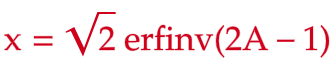 x = √2 erfinv(2A – 1)